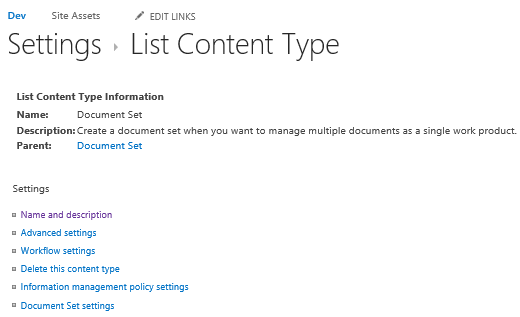 Dev Site Assets EDIT LINKS
Settings ▸ List Content Type
List Content Type Information
Name: Document Set
Description: Create a document set when you want to manage multiple documents as a single work product.
Parent: Document Set
Settings
Name and description
Advanced settings
Workflow settings
Delete this content type
Information management policy settings
Document Set settings